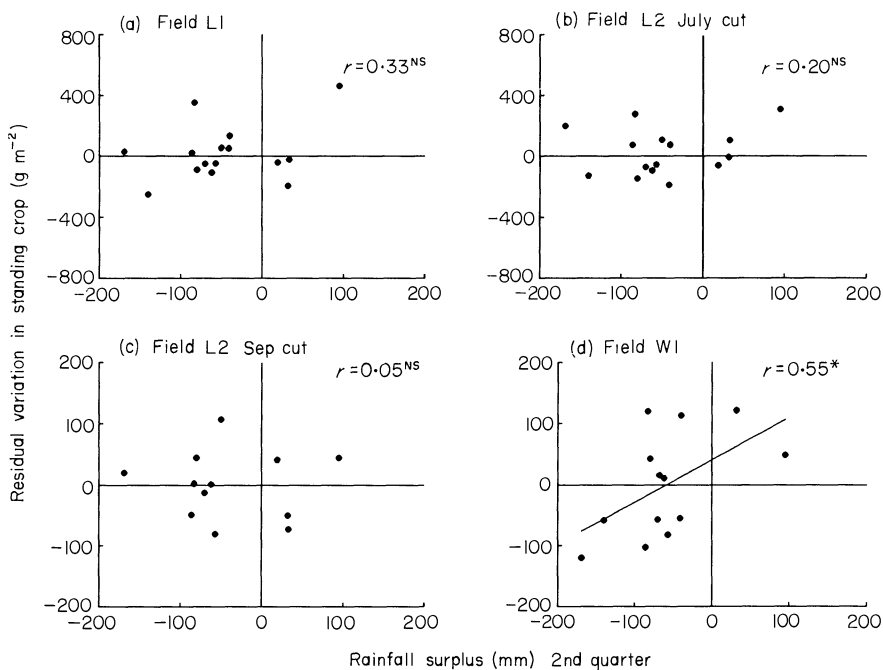 (a) Field L1
r=0·33NS
800
400
0
−400
−800
−200 −100 0 100 200
(b) Field L2 July cut
r=0·20NS
800
400
0
−400
−800
−200 −100 0 100 200
(c) Field L2 Sep cut
r=0·05NS
200
100
0
−100
−200
−200 −100 0 100 200
(d) Field W1
r=0·55*
200
100
0
−100
−200
−200 −100 0 100 200
Residual variation in standing crop (g m−2)
Rainfall surplus (mm) 2nd quarter